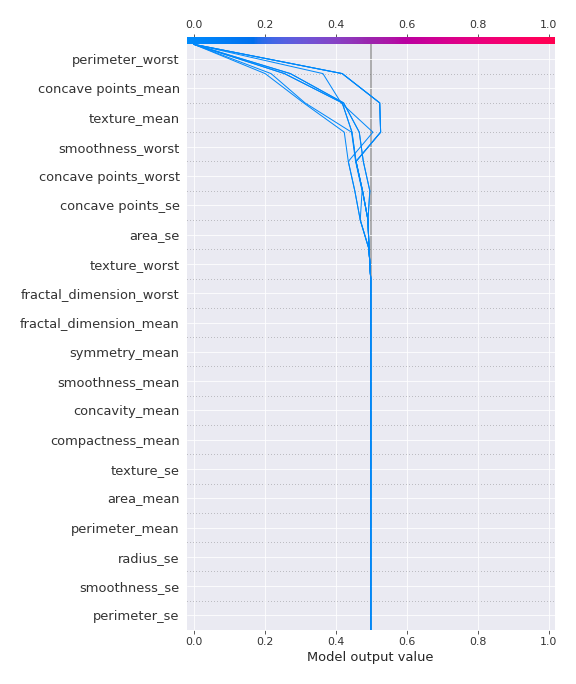 0.0 0.2 0.4 0.6 0.8 1.0
perimeter_worst
concave points_mean
texture_mean
smoothness_worst
concave points_worst
concave points_se
area_se
texture_worst
fractal_dimension_worst
fractal_dimension_mean
symmetry_mean
smoothness_mean
concavity_mean
compactness_mean
texture_se
area_mean
perimeter_mean
radius_se
smoothness_se
perimeter_se
0.0 0.2 0.4 0.6 0.8 1.0
Model output value